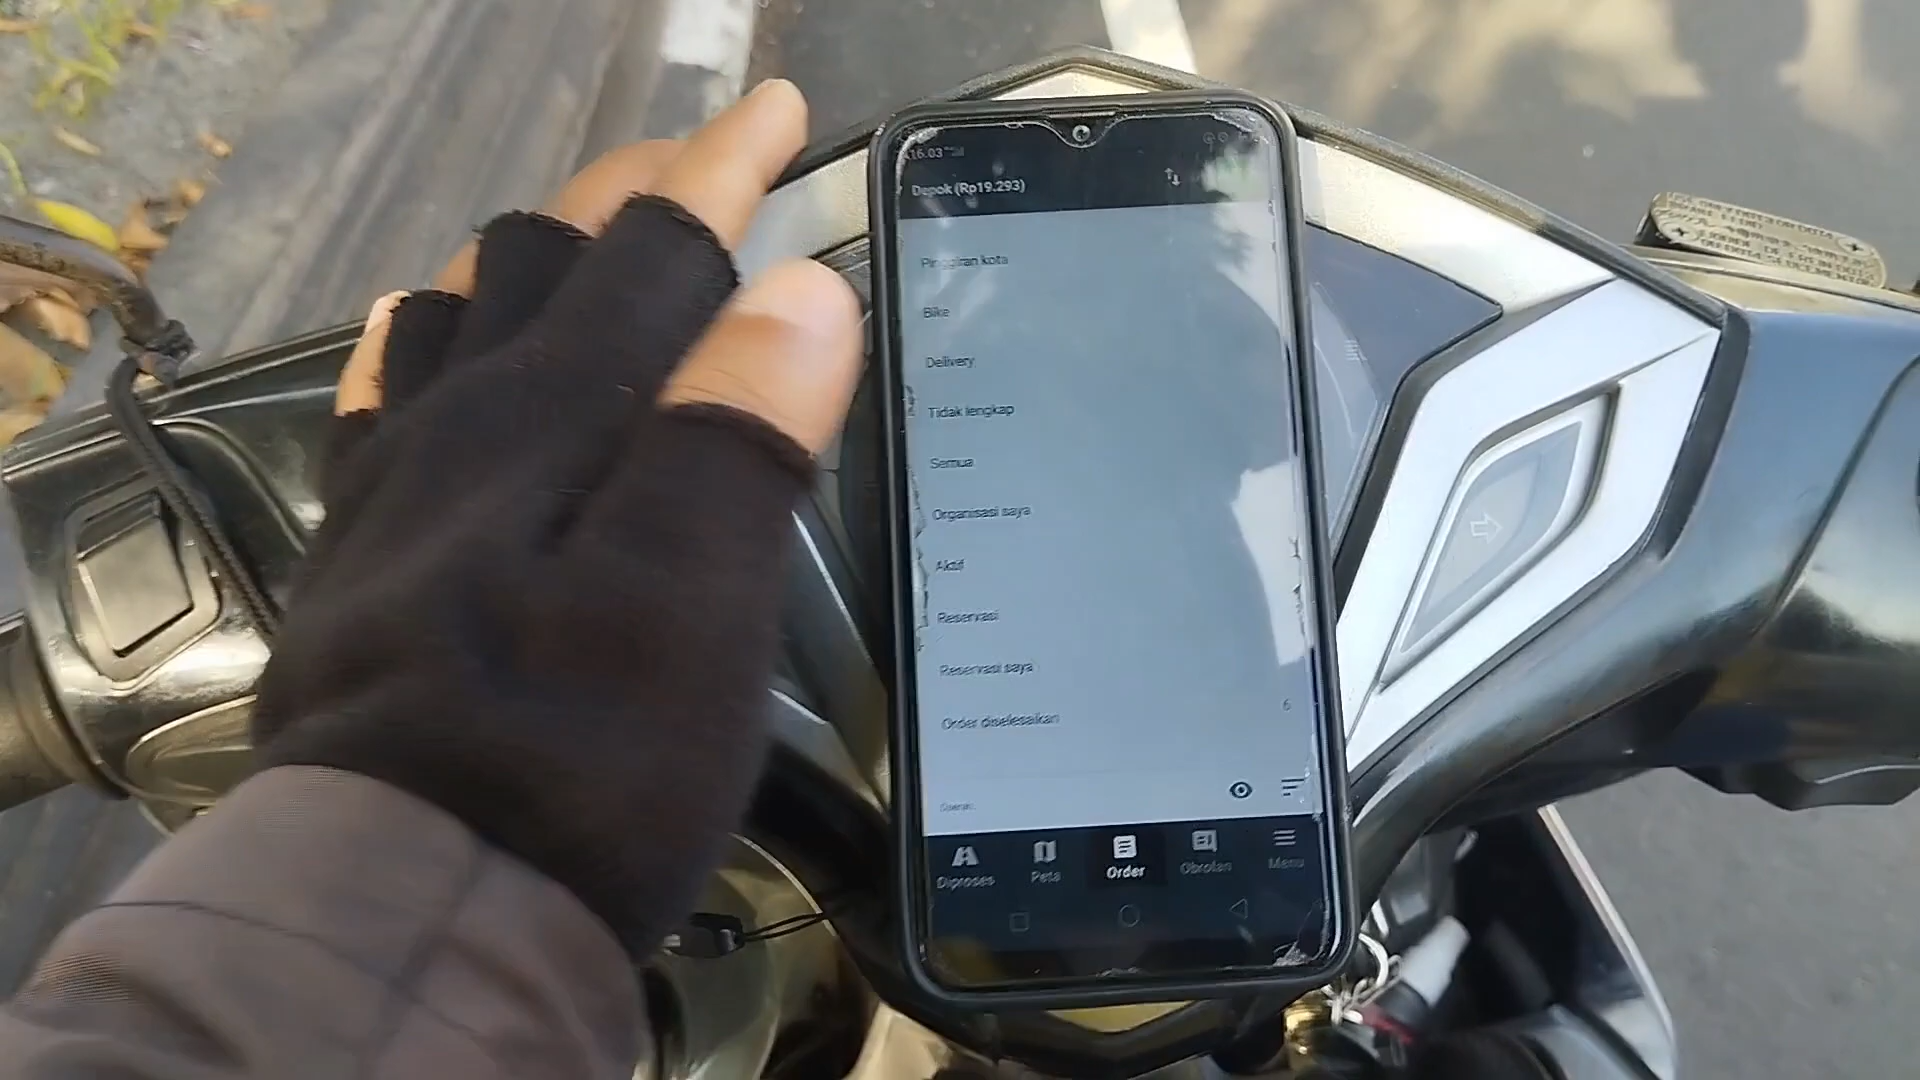 16.03
Depok (Rp19.293)
Pinggiran kota
Bike
Delivery
Tidak lengkap
Semua
Organisasi saya
Aktif
Reservasi
Reservasi saya
Order diselesaikan 6
Diproses Peta Order Obrolan Menu